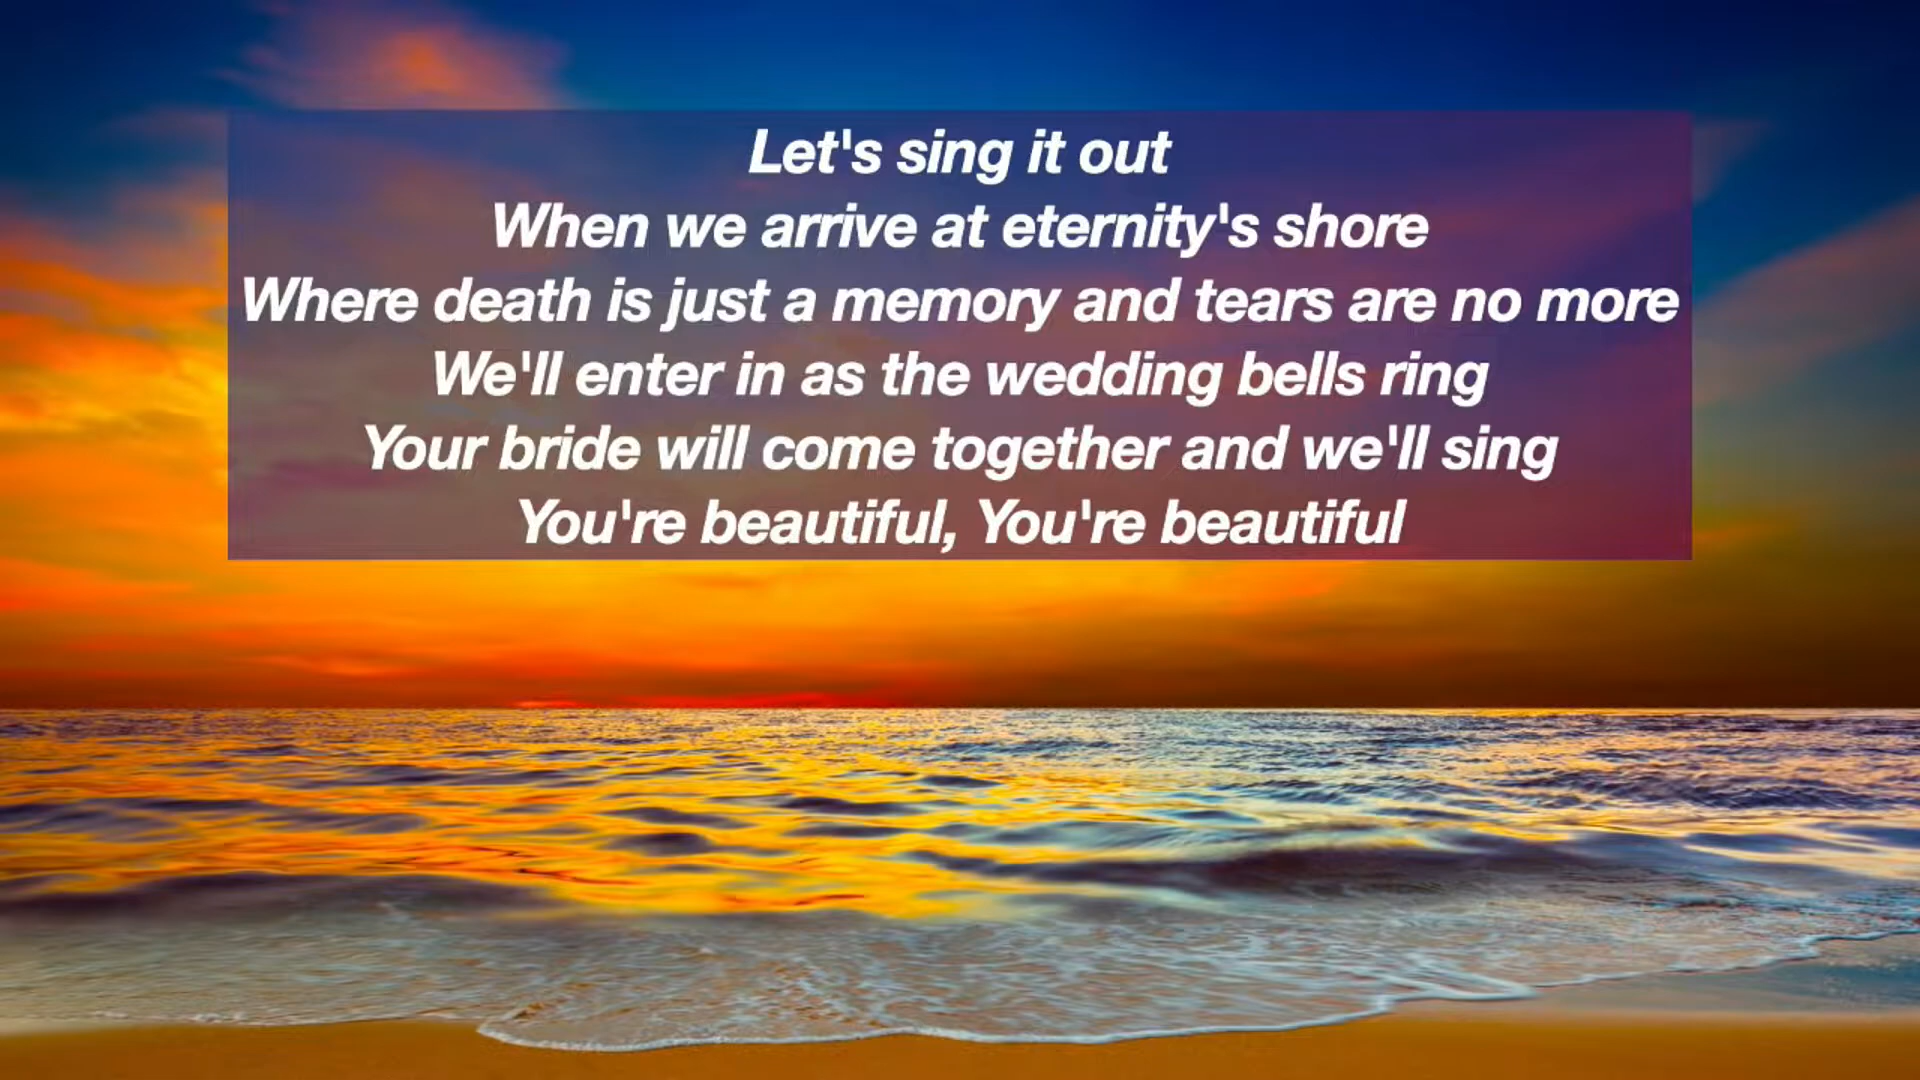 Let's sing it out
When we arrive at eternity's shore
Where death is just a memory and tears are no more
We'll enter in as the wedding bells ring
Your bride will come together and we'll sing
You're beautiful, You're beautiful